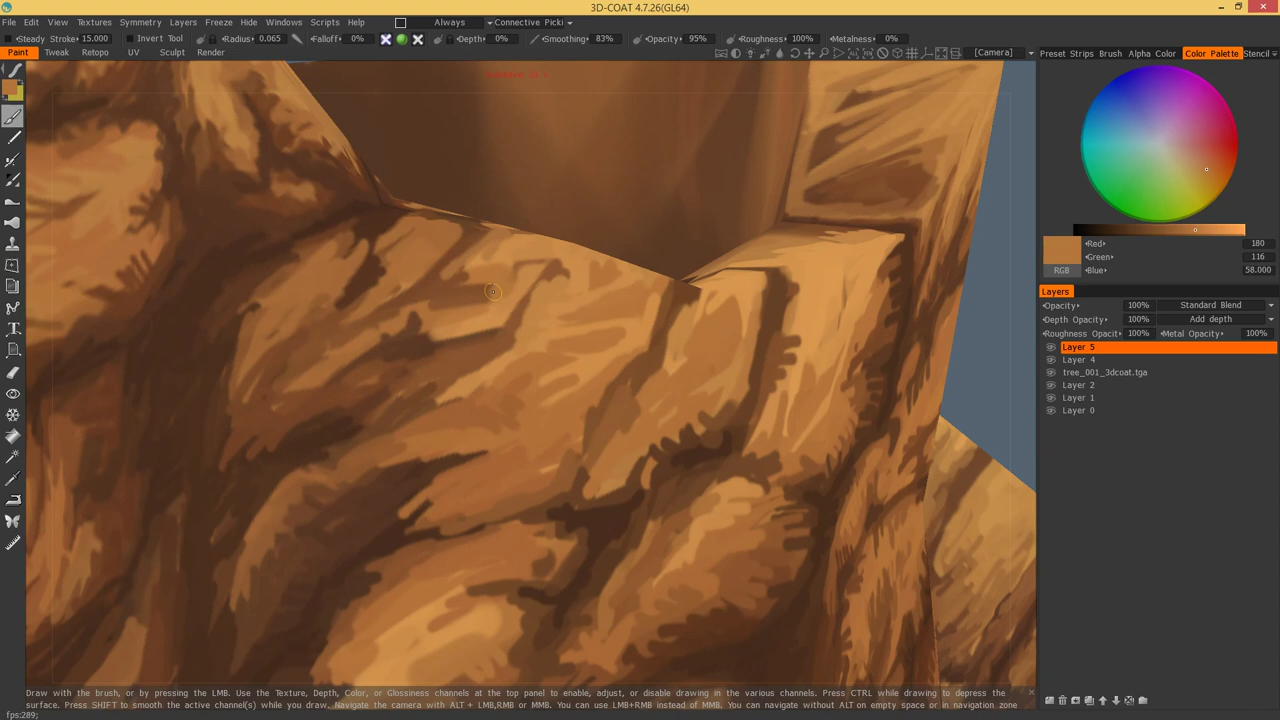 3D-COAT 4.7.26(GL64)
File Edit View Textures Symmetry Layers Freeze Hide Windows Scripts Help Always Connective Picki
Steady Stroke 15.000 Invert Tool Radius: 0.065 Falloff: 0% Depth: 0% Smoothing: 83% Opacity: 95% Roughness: 100% Metalness: 0%
Paint Tweak Retopo UV Sculpt Render [Camera] Preset Strips Brush Alpha Color Color Palette Stencil
Red 180
Green 116
RGB Blue 58.000
Layers
Opacity: 100% Standard Blend
Depth Opacity: 100% Add depth
Roughness Opacit 100% Metal Opacity: 100%
Layer 5
Layer 4
tree_001_3dcoat.tga
Layer 2
Layer 1
Layer 0
Draw with the brush, or by pressing the LMB. Use the Texture, Depth, Color, or Glossiness channels at the top panel to enable, adjust, or disable drawing in the various channels. Press CTRL while drawing to depress the
surface. Press SHIFT to smooth the active channel(s) while you draw. Navigate the camera with ALT + LMB,RMB or MMB. You can use LMB+RMB instead of MMB. You can navigate without ALT on empty space or in navigation zone
fps:289;